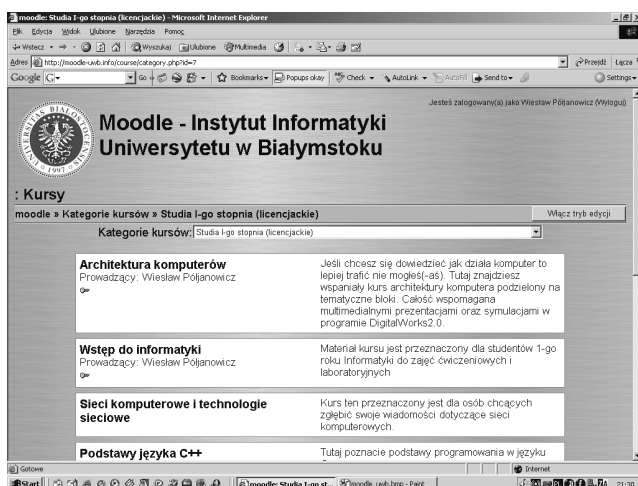 moodle: Studia I-go stopnia (licencjackie) - Microsoft Internet Explorer
Plik Edycja Widok Ulubione Narzędzia Pomoc
Wstecz Wyszukaj Ulubione Multimedia
Adres http://moodle-uwb.info/course/category.php?id=7 Przejdź Łącza
Google G Go Bookmarks Popups okay Check AutoLink AutoFill Send to Settings
Jesteś zalogowany(a) jako Wiesław Półjanowicz (Wyloguj)
Moodle - Instytut Informatyki
Uniwersytetu w Białymstoku
: Kursy
moodle » Kategorie kursów » Studia I-go stopnia (licencjackie) Włącz tryb edycji
Kategorie kursów: Studia I-go stopnia (licencjackie)
Architektura komputerów
Prowadzący: Wiesław Półjanowicz
Jeśli chcesz się dowiedzieć jak działa komputer to
lepiej trafić nie mogłeś(-aś). Tutaj znajdziesz
wspaniały kurs architektury komputera podzielony na
tematyczne bloki. Całość wspomagana
multimedialnymi prezentacjami oraz symulacjami w
programie DigitalWorks2.0.
Wstęp do informatyki
Prowadzący: Wiesław Półjanowicz
Materiał kursu jest przeznaczony dla studentów 1-go
roku Informatyki do zajęć ćwiczeniowych i
laboratoryjnych
Sieci komputerowe i technologie
sieciowe
Kurs ten przeznaczony jest dla osób chcących
zgłębić swoje wiadomości dotyczące sieci
komputerowych.
Podstawy języka C++
Tutaj poznacie podstawy programowania w języku
Gotowe Internet
Start moodle: Studia I-go st... moodle_uwb.bmp - Paint 21:30